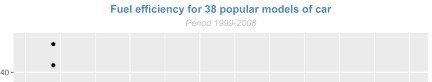 Fuel efficiency for 38 popular models of car
Period 1999-2008
40